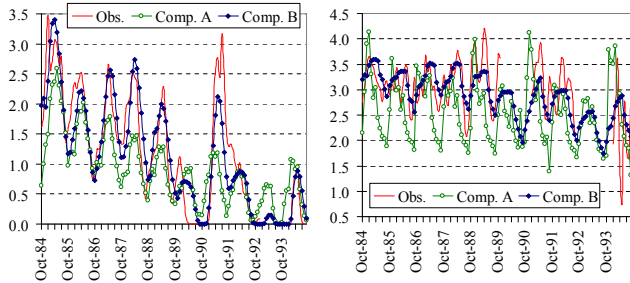 Obs. Comp. A Comp. B
3.5
3.0
2.5
2.0
1.5
1.0
0.5
0.0
Oct-84
Oct-85
Oct-86
Oct-87
Oct-88
Oct-89
Oct-90
Oct-91
Oct-92
Oct-93
4.5
4.0
3.5
3.0
2.5
2.0
1.5
1.0
0.5
Obs. Comp. A Comp. B
Oct-84
Oct-85
Oct-86
Oct-87
Oct-88
Oct-89
Oct-90
Oct-91
Oct-92
Oct-93